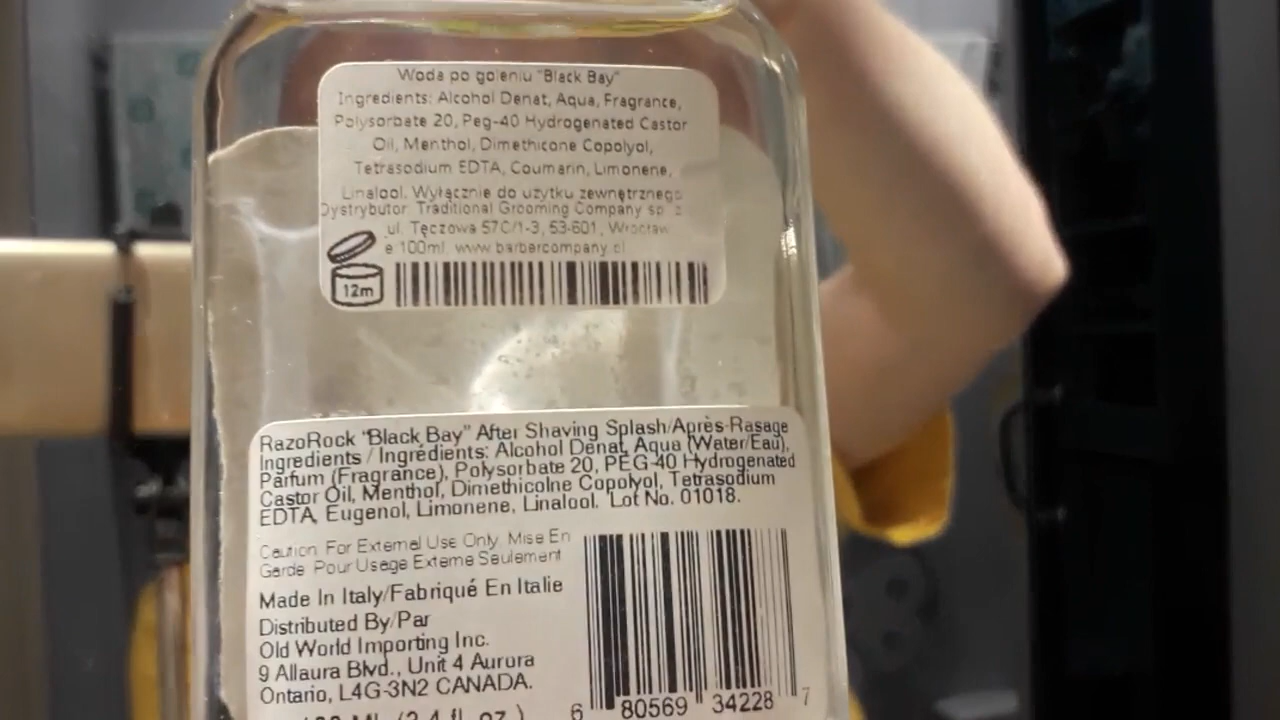 Woda po goleniu "Black Bay"
Ingredients: Alcohol Denat, Aqua, Fragrance,
Polysorbate 20, Peg-40 Hydrogenated Castor
Oil, Menthol, Dimethicone Copolyol,
Tetrasodium EDTA, Coumarin, Limonene,
Linalool. Wyłącznie do użytku zewnętrznego
Dystrybutor: Traditional Grooming Company sp. z
ul. Tęczowa 57C/1-3, 53-601, Wrocław
e 100ml. www.barbercompany.pl
12m
RazoRock "Black Bay" After Shaving Splash/Après-Rasage
Ingredients / Ingrédients: Alcohol Denat, Aqua (Water/Eau),
Parfum (Fragrance), Polysorbate 20, PEG-40 Hydrogenated
Castor Oil, Menthol, Dimethicolne Copolyol, Tetrasodium
EDTA, Eugenol, Limonene, Linalool. Lot No. 01018.
Caution: For External Use Only. Mise En
Garde: Pour Usage Externe Seulement
Made In Italy/Fabriqué En Italie
Distributed By/Par
Old World Importing Inc.
9 Allaura Blvd., Unit 4 Aurora
Ontario, L4G-3N2 CANADA.
100 ML (3.4 fl. oz.)
6 80569 34228 7